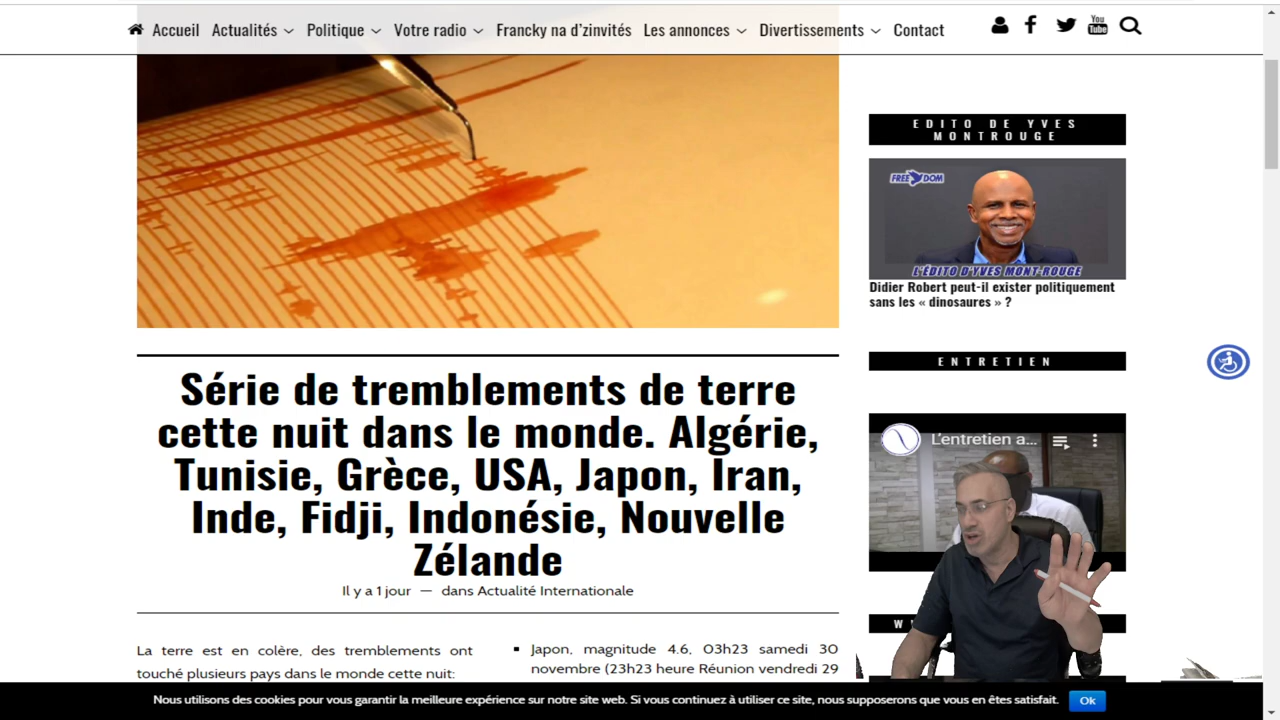 Accueil Actualités Politique Votre radio Francky na d'zinvités Les annonces Divertissements Contact
You
Tube
EDITO DE YVES
MONTROUGE
FREE DOM
L'ÉDITO D'YVES MONT-ROUGE
Didier Robert peut-il exister politiquement
sans les « dinosaures » ?
ENTRETIEN
L'entretien a...
Série de tremblements de terre
cette nuit dans le monde. Algérie,
Tunisie, Grèce, USA, Japon, Iran,
Inde, Fidji, Indonésie, Nouvelle
Zélande
Il y a 1 jour — dans Actualité Internationale
La terre est en colère, des tremblements ont
touché plusieurs pays dans le monde cette nuit:
Japon, magnitude 4.6, 03h23 samedi 30
novembre (23h23 heure Réunion vendredi 29
W
Nous utilisons des cookies pour vous garantir la meilleure expérience sur notre site web. Si vous continuez à utiliser ce site, nous supposerons que vous en êtes satisfait.
Ok